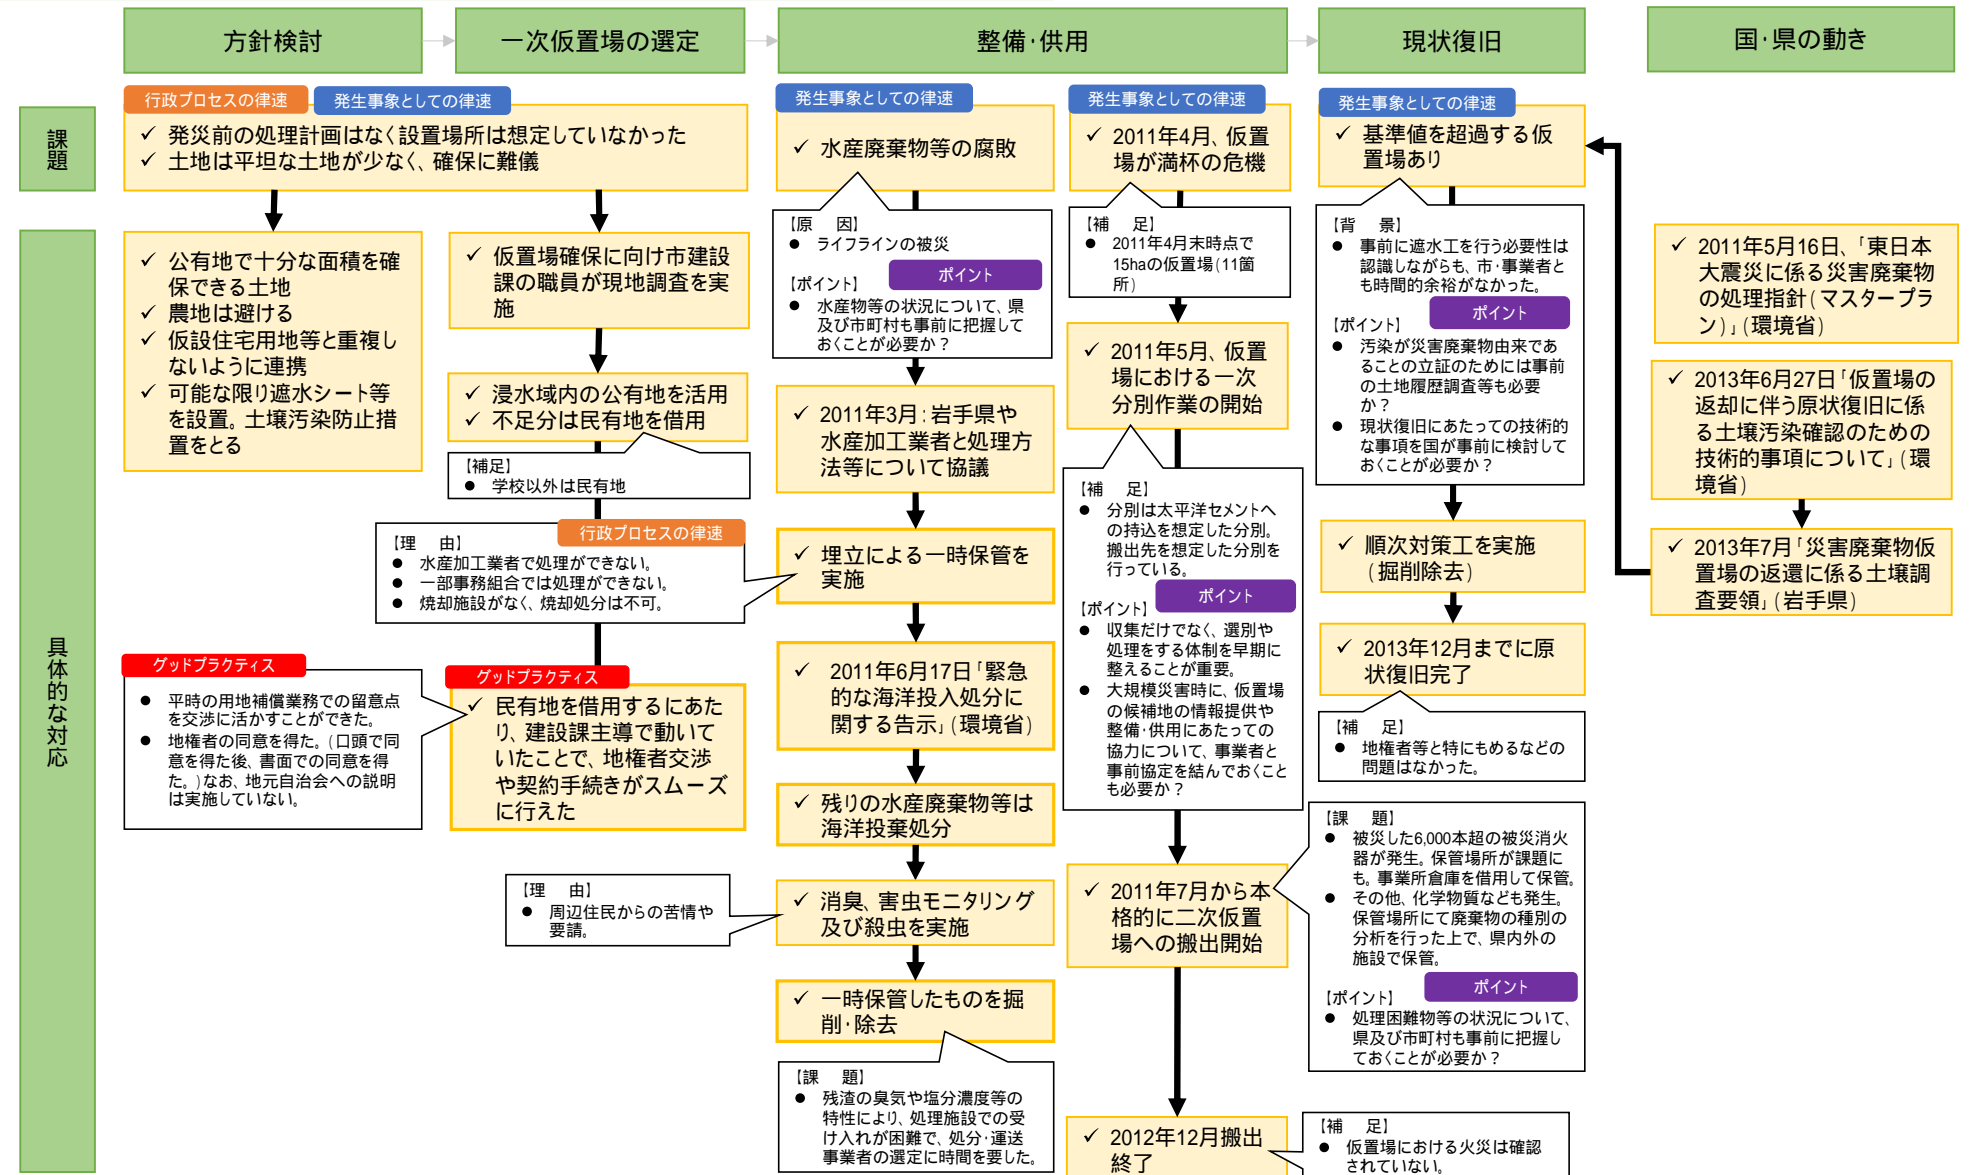 方針検討
一次仮置場の選定
整備・供用
現状復旧
国・県の動き
課題
行政プロセスの律速
発生事象としての律速
✓ 発災前の処理計画はなく設置場所は想定していなかった
✓ 土地は平坦な土地が少なく、確保に難儀
発生事象としての律速
✓ 水産廃棄物等の腐敗
発生事象としての律速
✓ 2011年4月、仮置
場が満杯の危機
発生事象としての律速
✓ 基準値を超過する仮
置場あり
具体的な対応
✓ 公有地で十分な面積を確
保できる土地
✓ 農地は避ける
✓ 仮設住宅用地等と重複し
ないように連携
✓ 可能な限り遮水シート等
を設置。土壌汚染防止措
置をとる
グッドプラクティス
● 平時の用地補償業務での留意点
を交渉に活かすことができた。
● 地権者の同意を得た。(口頭で同
意を得た後、書面での同意を得
た。)なお、地元自治会への説明
は実施していない。
✓ 仮置場確保に向け市建設
課の職員が現地調査を実
施
✓ 浸水域内の公有地を活用
✓ 不足分は民有地を借用
【補足】
● 学校以外は民有地
行政プロセスの律速
【理 由】
● 水産加工業者で処理ができない。
● 一部事務組合では処理ができない。
● 焼却施設がなく、焼却処分は不可。
グッドプラクティス
✓ 民有地を借用するにあた
り、建設課主導で動いて
いたことで、地権者交渉
や契約手続きがスムーズ
に行えた
【理 由】
● 周辺住民からの苦情や
要請。
【原 因】
● ライフラインの被災
ポイント
【ポイント】
● 水産物等の状況について、県
及び市町村も事前に把握して
おくことが必要か?
✓ 2011年3月:岩手県や
水産加工業者と処理方
法等について協議
✓ 埋立による一時保管を
実施
✓ 2011年6月17日「緊急
的な海洋投入処分に
関する告示」(環境省)
✓ 残りの水産廃棄物等は
海洋投棄処分
✓ 消臭、害虫モニタリング
及び殺虫を実施
✓ 一時保管したものを掘
削・除去
【課 題】
● 残渣の臭気や塩分濃度等の
特性により、処理施設での受
け入れが困難で、処分・運送
事業者の選定に時間を要した。
【補 足】
● 2011年4月末時点で
15haの仮置場(11箇
所)
✓ 2011年5月、仮置
場における一次
分別作業の開始
【補 足】
● 分別は太平洋セメントへ
の持込を想定した分別。
搬出先を想定した分別を
行っている。
ポイント
【ポイント】
● 収集だけでなく、選別や
処理をする体制を早期に
整えることが重要。
● 大規模災害時に、仮置場
の候補地の情報提供や
整備・供用にあたっての
協力について、事業者と
事前協定を結んでおくこと
も必要か?
✓ 2011年7月から本
格的に二次仮置
場への搬出開始
✓ 2012年12月搬出
終了
【背 景】
● 事前に遮水工を行う必要性は
認識しながらも、市・事業者と
も時間的余裕がなかった。
ポイント
【ポイント】
● 汚染が災害廃棄物由来であ
ることの立証のためには事前
の土地履歴調査等も必要
か?
● 現状復旧にあたっての技術的
な事項を国が事前に検討して
おくことが必要か?
✓ 順次対策工を実施
(掘削除去)
✓ 2013年12月までに原
状復旧完了
【補 足】
● 地権者等と特にもめるなどの
問題はなかった。
【課 題】
● 被災した6,000本超の被災消火
器が発生。保管場所が課題に
も。事業所倉庫を借用して保管。
● その他、化学物質なども発生。
保管場所にて廃棄物の種別の
分析を行った上で、県内外の
施設で保管。
ポイント
【ポイント】
● 処理困難物等の状況について、
県及び市町村も事前に把握し
ておくことが必要か?
【補 足】
● 仮置場における火災は確認
されていない。
✓ 2011年5月16日、「東日本
大震災に係る災害廃棄物
の処理指針(マスタープラ
ン)」(環境省)
✓ 2013年6月27日「仮置場の
返却に伴う原状復旧に係
る土壌汚染確認のための
技術的事項について」(環
境省)
✓ 2013年7月「災害廃棄物仮
置場の返還に係る土壌調
査要領」(岩手県)